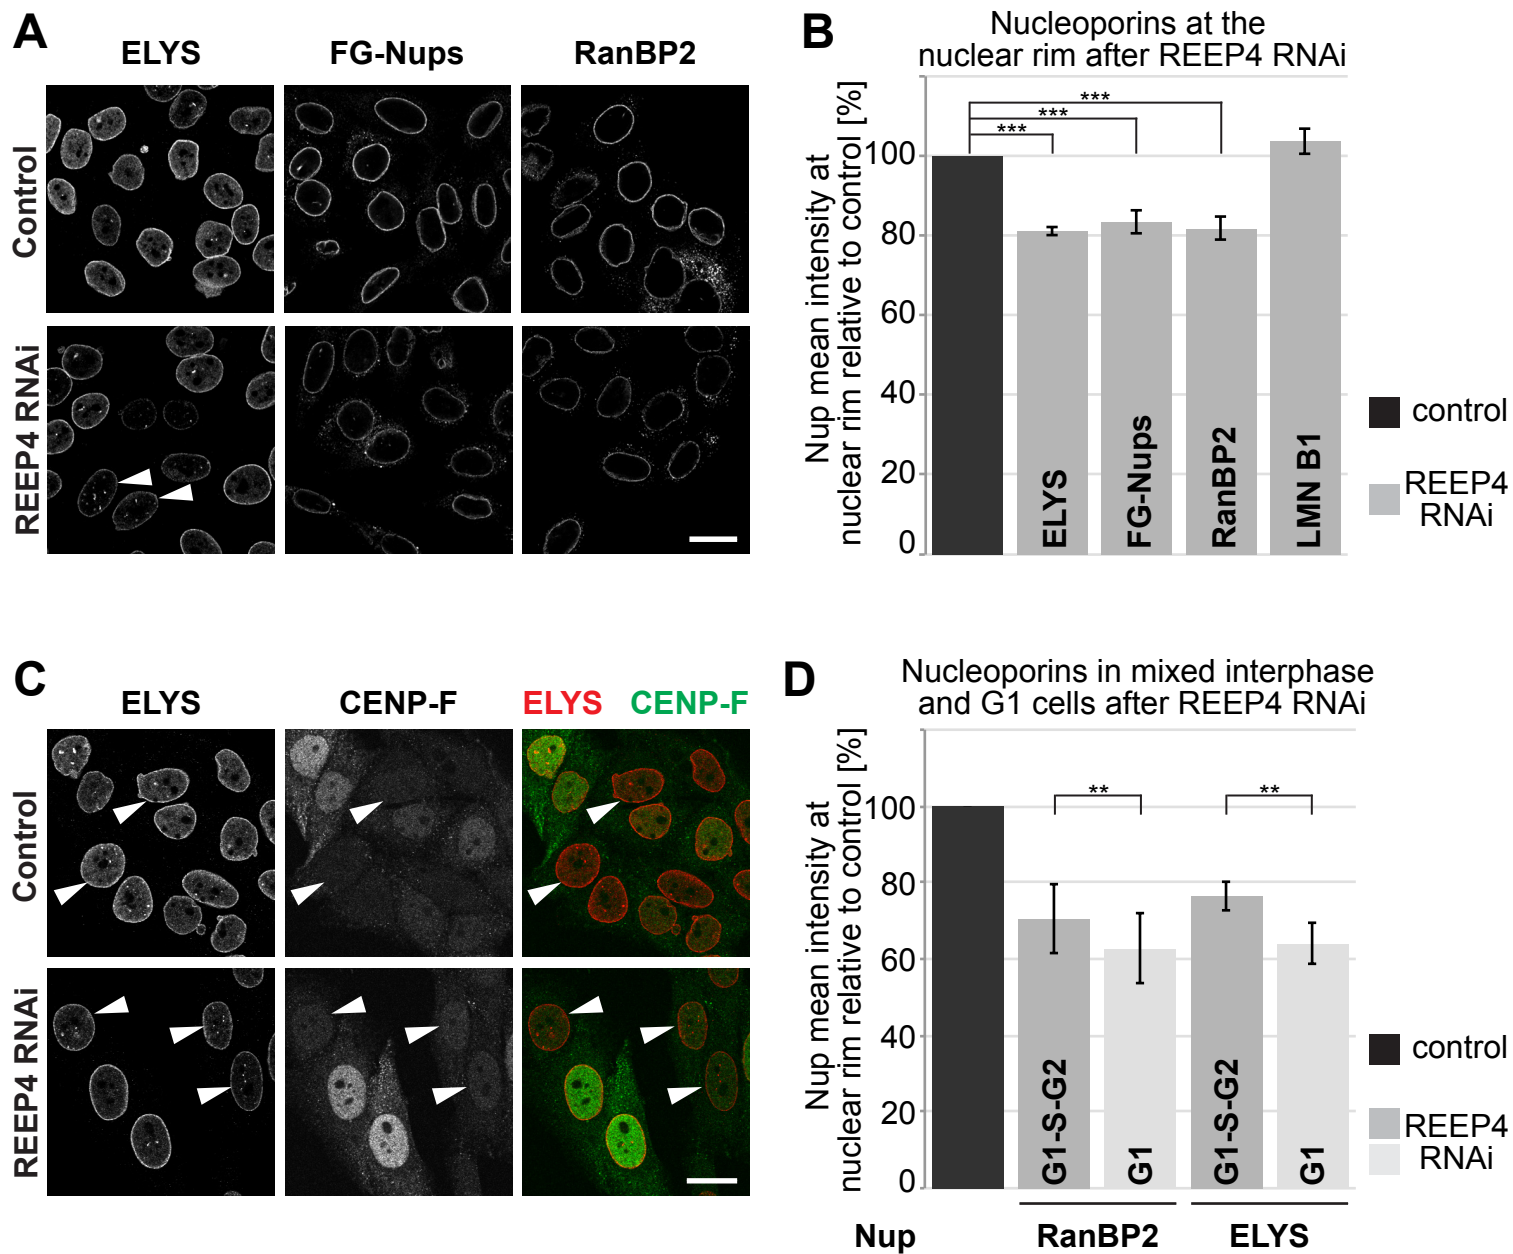 A
ELYS
FG-Nups
RanBP2
Control
REEP4 RNAi
B
Nucleoporins at the
nuclear rim after REEP4 RNAi
Nup mean intensity at
nuclear rim relative to control [%]
100
80
60
40
20
0
***
***
***
ELYS
FG-Nups
RanBP2
LMN B1
control
REEP4
RNAi
C
ELYS
CENP-F
ELYS CENP-F
Control
REEP4 RNAi
D
Nucleoporins in mixed interphase
and G1 cells after REEP4 RNAi
Nup mean intensity at
nuclear rim relative to control [%]
100
80
60
40
20
0
**
**
G1-S-G2
G1
G1-S-G2
G1
control
REEP4
RNAi
Nup
RanBP2
ELYS